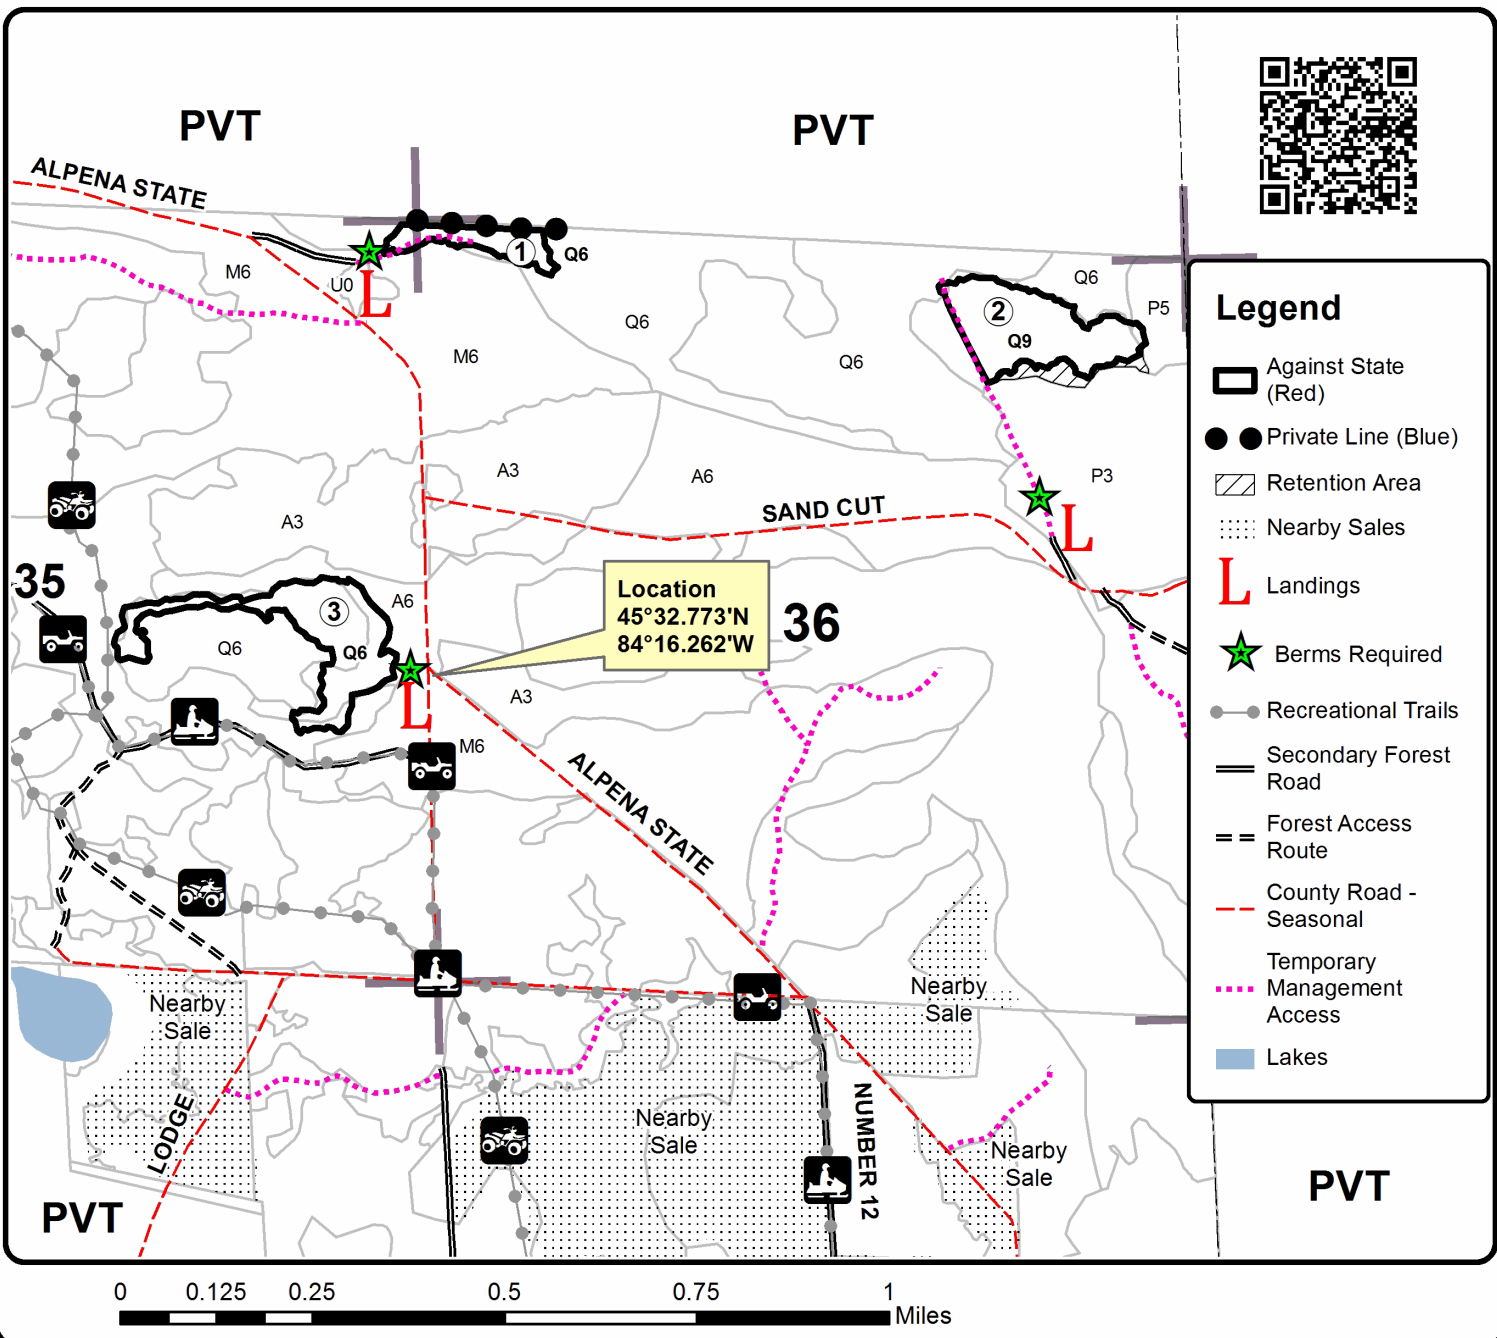 PVT
PVT
ALPENA STATE
1
Q6
M6
U0
L
Q6
2
Q6
P5
Q9
M6
Q6
Q6
A3
A6
P3
A3
SAND CUT
L
35
Location
45°32.773'N
84°16.262'W
36
3
A6
Q6
Q6
L
A3
M6
ALPENA STATE
Nearby
Sale
Nearby
Sale
LODGE
Nearby
Sale
NUMBER 12
Nearby
Sale
PVT
PVT
Legend
Against State
(Red)
Private Line (Blue)
Retention Area
Nearby Sales
L Landings
Berms Required
Recreational Trails
Secondary Forest
Road
Forest Access
Route
County Road -
Seasonal
Temporary
Management
Access
Lakes
0 0.125 0.25 0.5 0.75 1
Miles